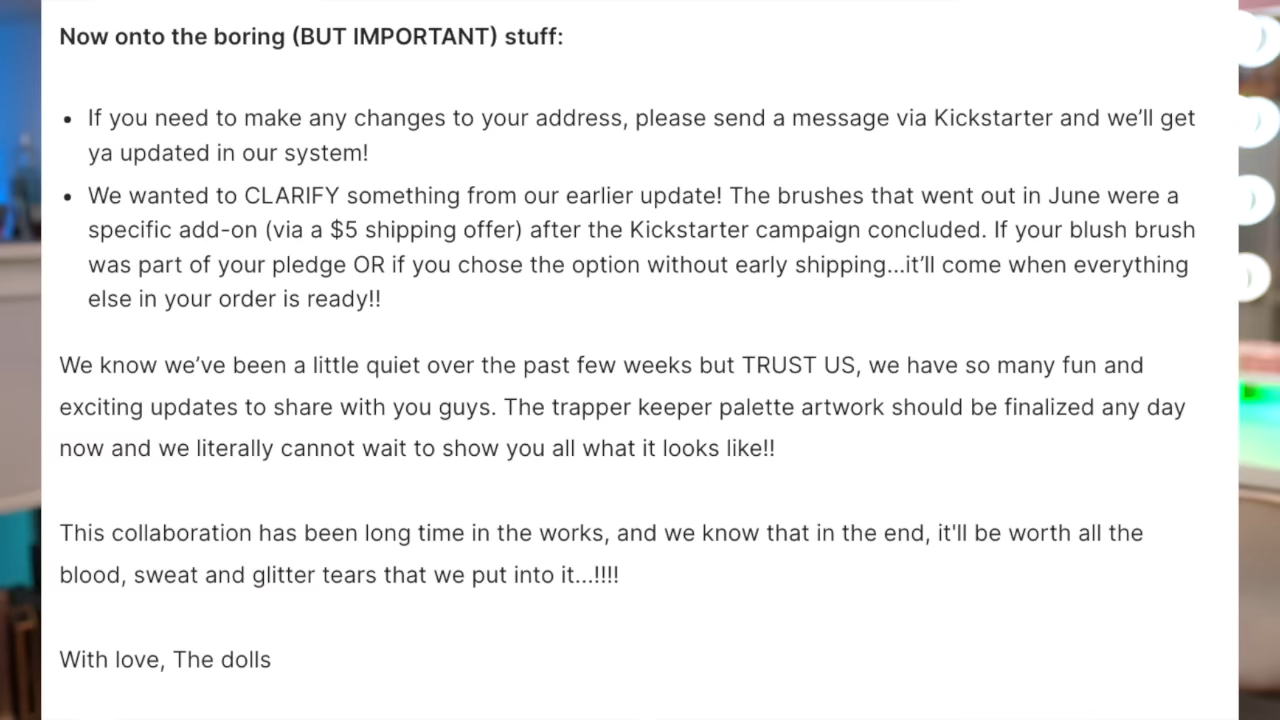 Now onto the boring (BUT IMPORTANT) stuff:
• If you need to make any changes to your address, please send a message via Kickstarter and we’ll get
ya updated in our system!
• We wanted to CLARIFY something from our earlier update! The brushes that went out in June were a
specific add-on (via a $5 shipping offer) after the Kickstarter campaign concluded. If your blush brush
was part of your pledge OR if you chose the option without early shipping...it’ll come when everything
else in your order is ready!!
We know we’ve been a little quiet over the past few weeks but TRUST US, we have so many fun and
exciting updates to share with you guys. The trapper keeper palette artwork should be finalized any day
now and we literally cannot wait to show you all what it looks like!!
This collaboration has been long time in the works, and we know that in the end, it'll be worth all the
blood, sweat and glitter tears that we put into it...!!!!
With love, The dolls